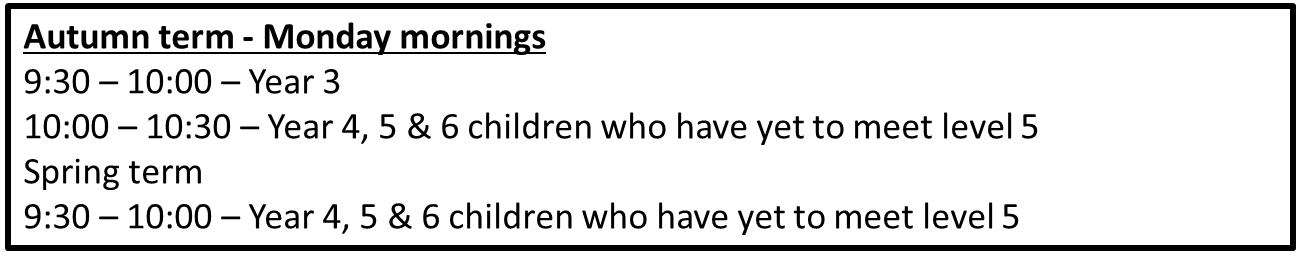 Autumn term - Monday mornings
9:30 – 10:00 – Year 3
10:00 – 10:30 – Year 4, 5 & 6 children who have yet to meet level 5
Spring term
9:30 – 10:00 – Year 4, 5 & 6 children who have yet to meet level 5